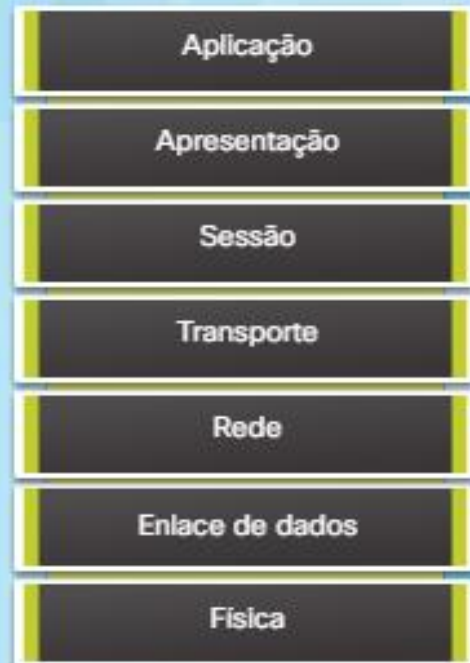 Aplicação
Apresentação
Sessão
Transporte
Rede
Enlace de dados
Física